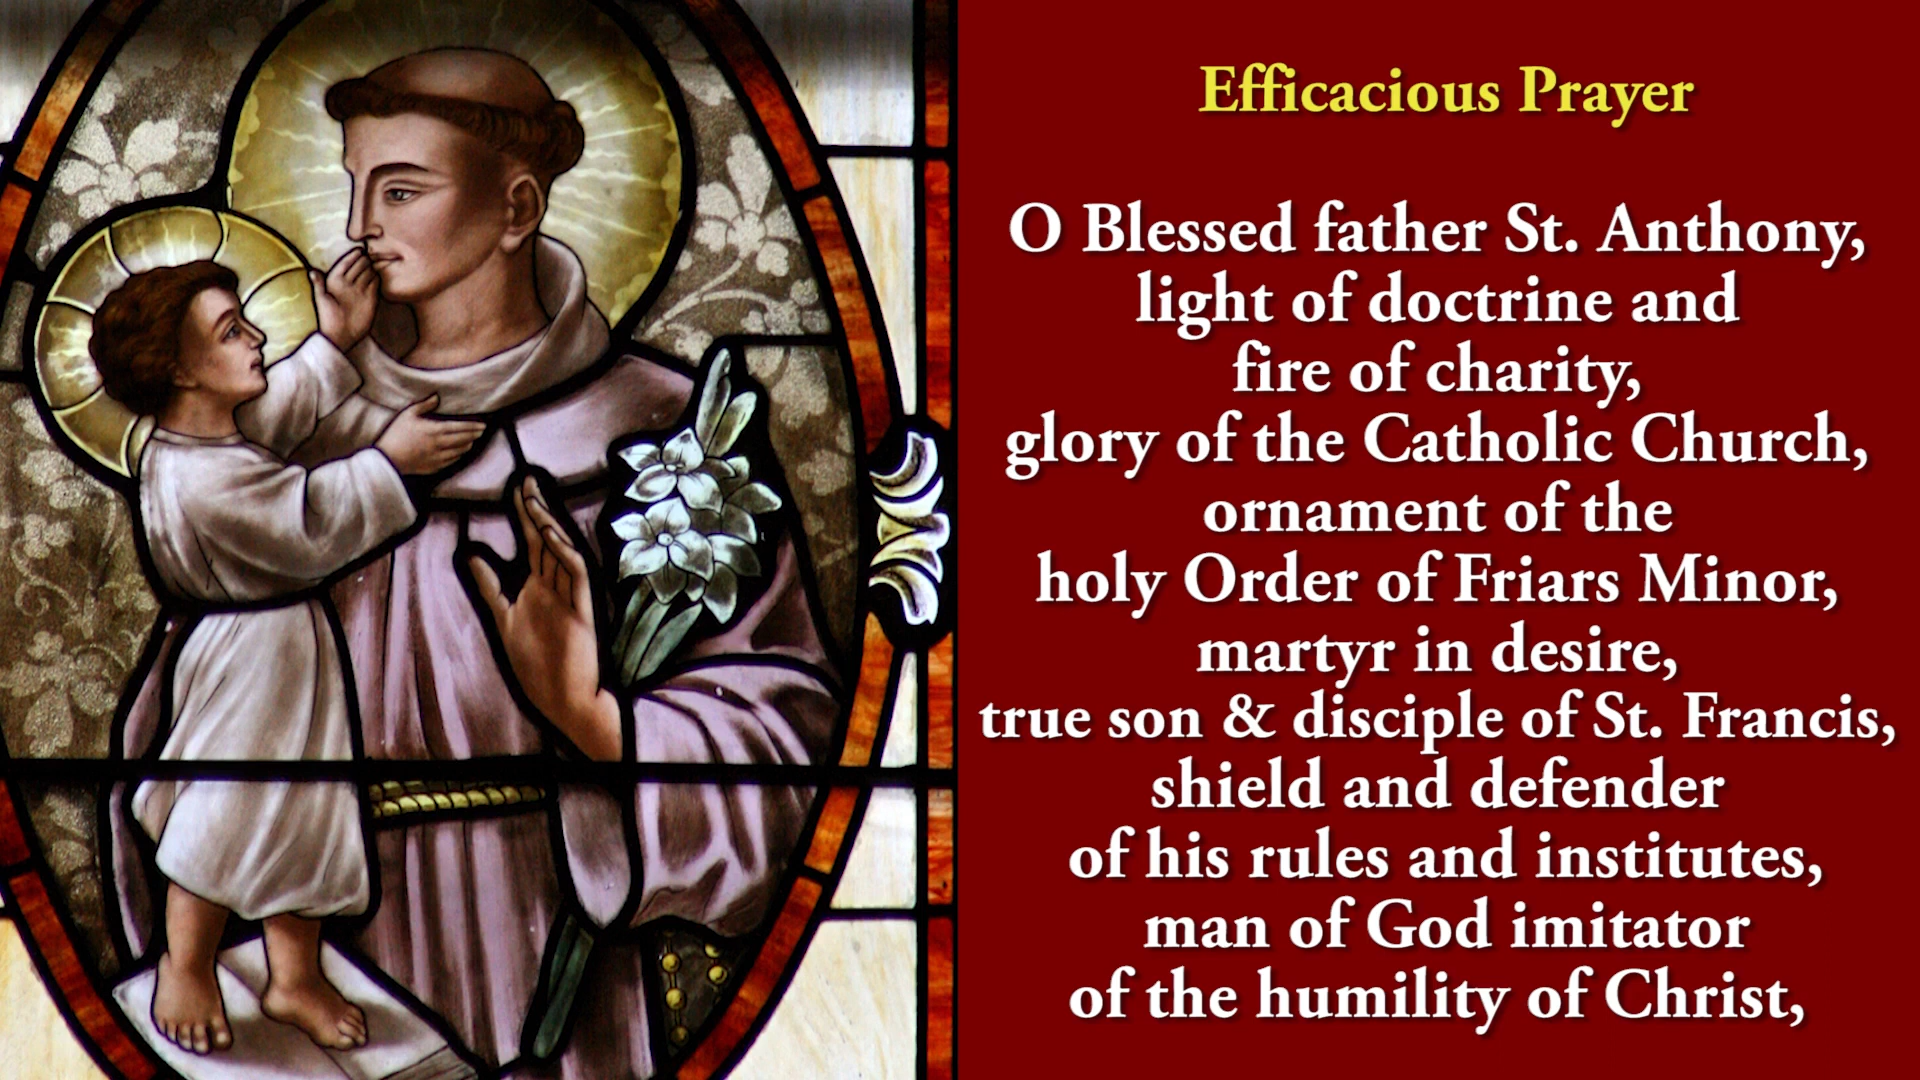 Efficacious Prayer
O Blessed father St. Anthony,
light of doctrine and
fire of charity,
glory of the Catholic Church,
ornament of the
holy Order of Friars Minor,
martyr in desire,
true son & disciple of St. Francis,
shield and defender
of his rules and institutes,
man of God imitator
of the humility of Christ,